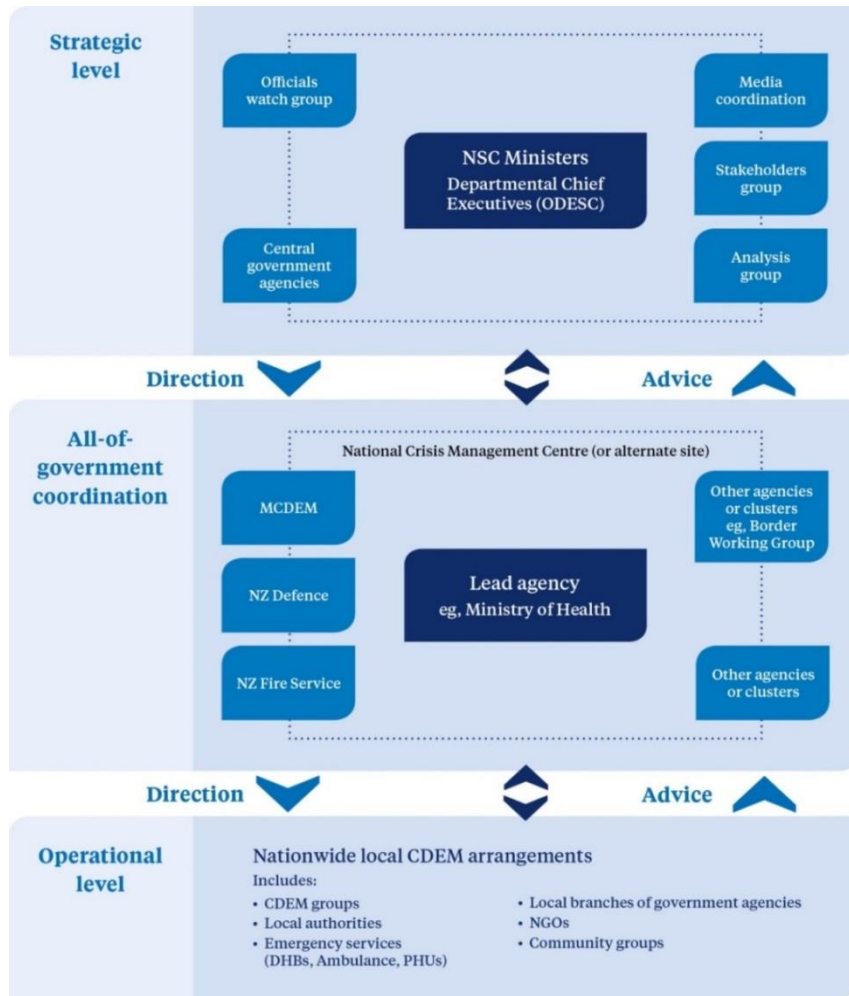 Strategic
level
Officials
watch group
Central
government
agencies
NSC Ministers
Departmental Chief
Executives (ODESC)
Media
coordination
Stakeholders
group
Analysis
group
Direction
Advice
All-of-
government
coordination
National Crisis Management Centre (or alternate site)
MCDEM
NZ Defence
NZ Fire Service
Lead agency
eg, Ministry of Health
Other agencies
or clusters
eg, Border
Working Group
Other agencies
or clusters
Direction
Advice
Operational
level
Nationwide local CDEM arrangements
Includes:
• CDEM groups
• Local authorities
• Emergency services
(DHBs, Ambulance, PHUs)
• Local branches of government agencies
• NGOs
• Community groups